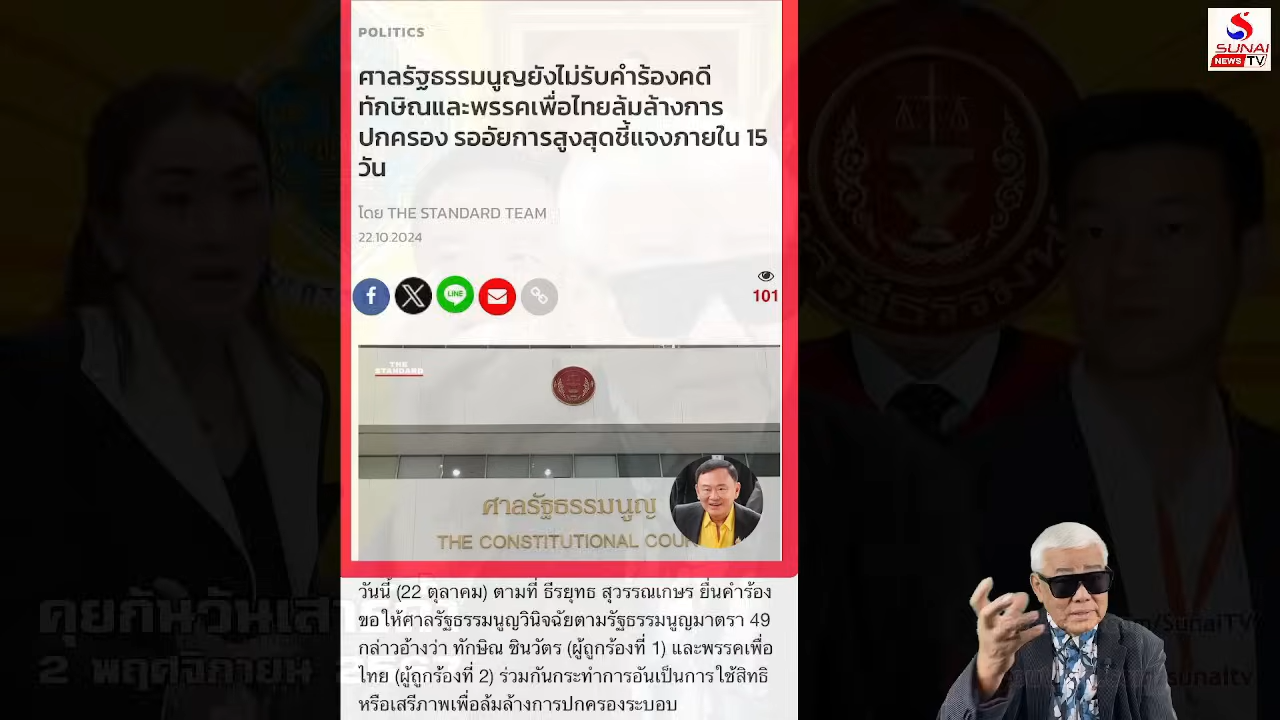 POLITICS
ศาลรัฐธรรมนูญยังไม่รับคำร้องคดี
ทักษิณและพรรคเพื่อไทยล้มล้างการ
ปกครอง รออัยการสูงสุดชี้แจงภายใน 15
วัน
โดย THE STANDARD TEAM
22.10.2024
LINE
101
THE
STANDARD
ศาลรัฐธรรมนูญ
THE CONSTITUTIONAL COUR
วันนี้ (22 ตุลาคม) ตามที่ ธีรยุทธ สุวรรณเกษร ยื่นคำร้อง
ขอให้ศาลรัฐธรรมนูญวินิจฉัยตามรัฐธรรมนูญมาตรา 49
กล่าวอ้างว่า ทักษิณ ชินวัตร (ผู้ถูกร้องที่ 1) และพรรคเพื่อ
ไทย (ผู้ถูกร้องที่ 2) ร่วมกันกระทำการอันเป็นการใช้สิทธิ
หรือเสรีภาพเพื่อล้มล้างการปกครองระบอบ
SUNAI
NEWS TV
คุยกันวันเสา
2 พฤศจิกายน
om/SunaiTV
sunaitv